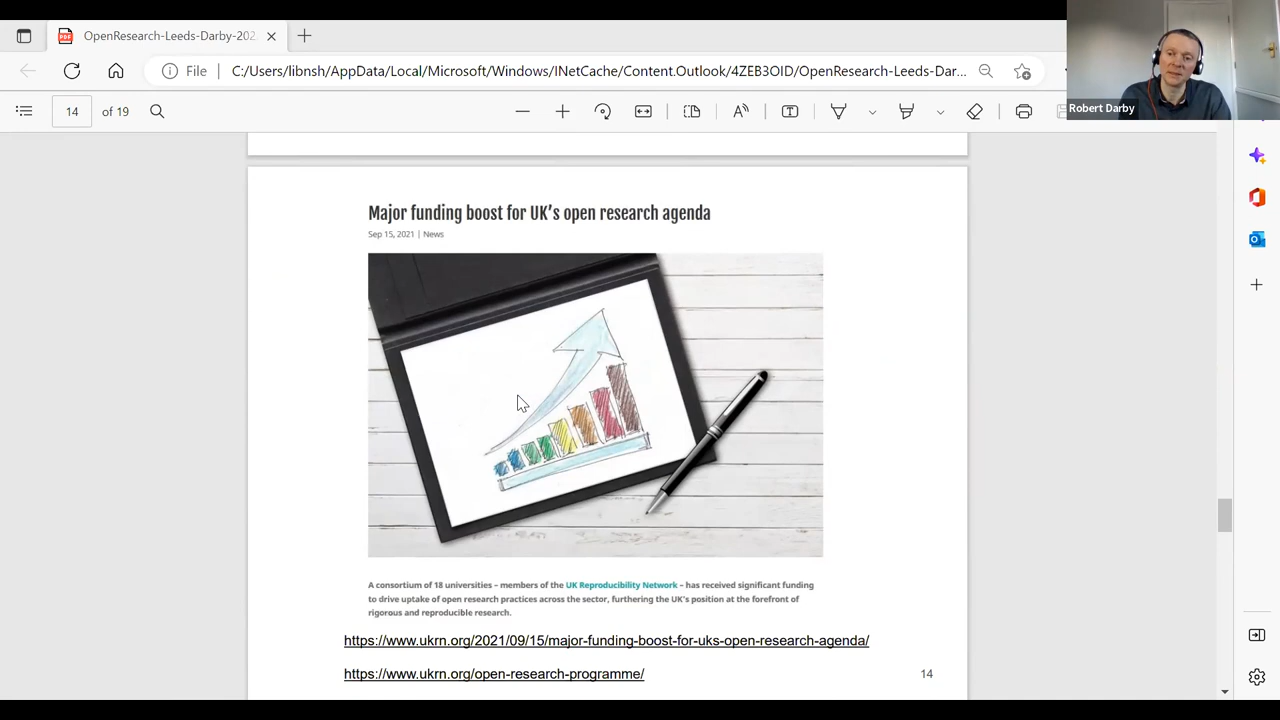 OpenResearch-Leeds-Darby-202
File
C:/Users/libnsh/AppData/Local/Microsoft/Windows/INetCache/Content.Outlook/4ZEB3OID/OpenResearch-Leeds-Dar...
Robert Darby
14 of 19
Major funding boost for UK's open research agenda
Sep 15, 2021 | News
A consortium of 18 universities – members of the UK Reproducibility Network – has received significant funding
to drive uptake of open research practices across the sector, furthering the UK's position at the forefront of
rigorous and reproducible research.
https://www.ukrn.org/2021/09/15/major-funding-boost-for-uks-open-research-agenda/
https://www.ukrn.org/open-research-programme/
14